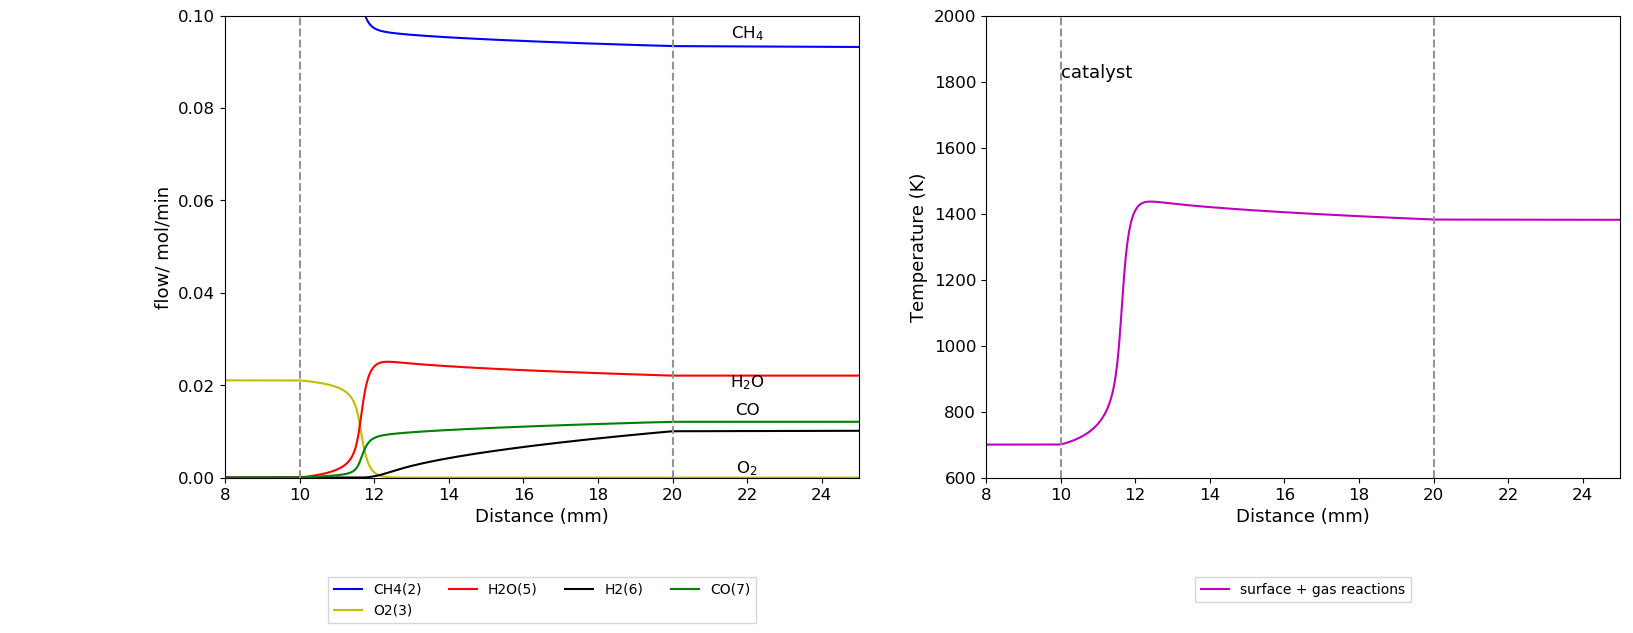 0.10
0.08
0.06
0.04
0.02
0.00
flow/ mol/min
CH₄
H₂O
CO
O₂
8 10 12 14 16 18 20 22 24
Distance (mm)
CH4(2) H2O(5) H2(6) CO(7)
O2(3)
2000
1800
1600
1400
1200
1000
800
600
Temperature (K)
catalyst
8 10 12 14 16 18 20 22 24
Distance (mm)
surface + gas reactions